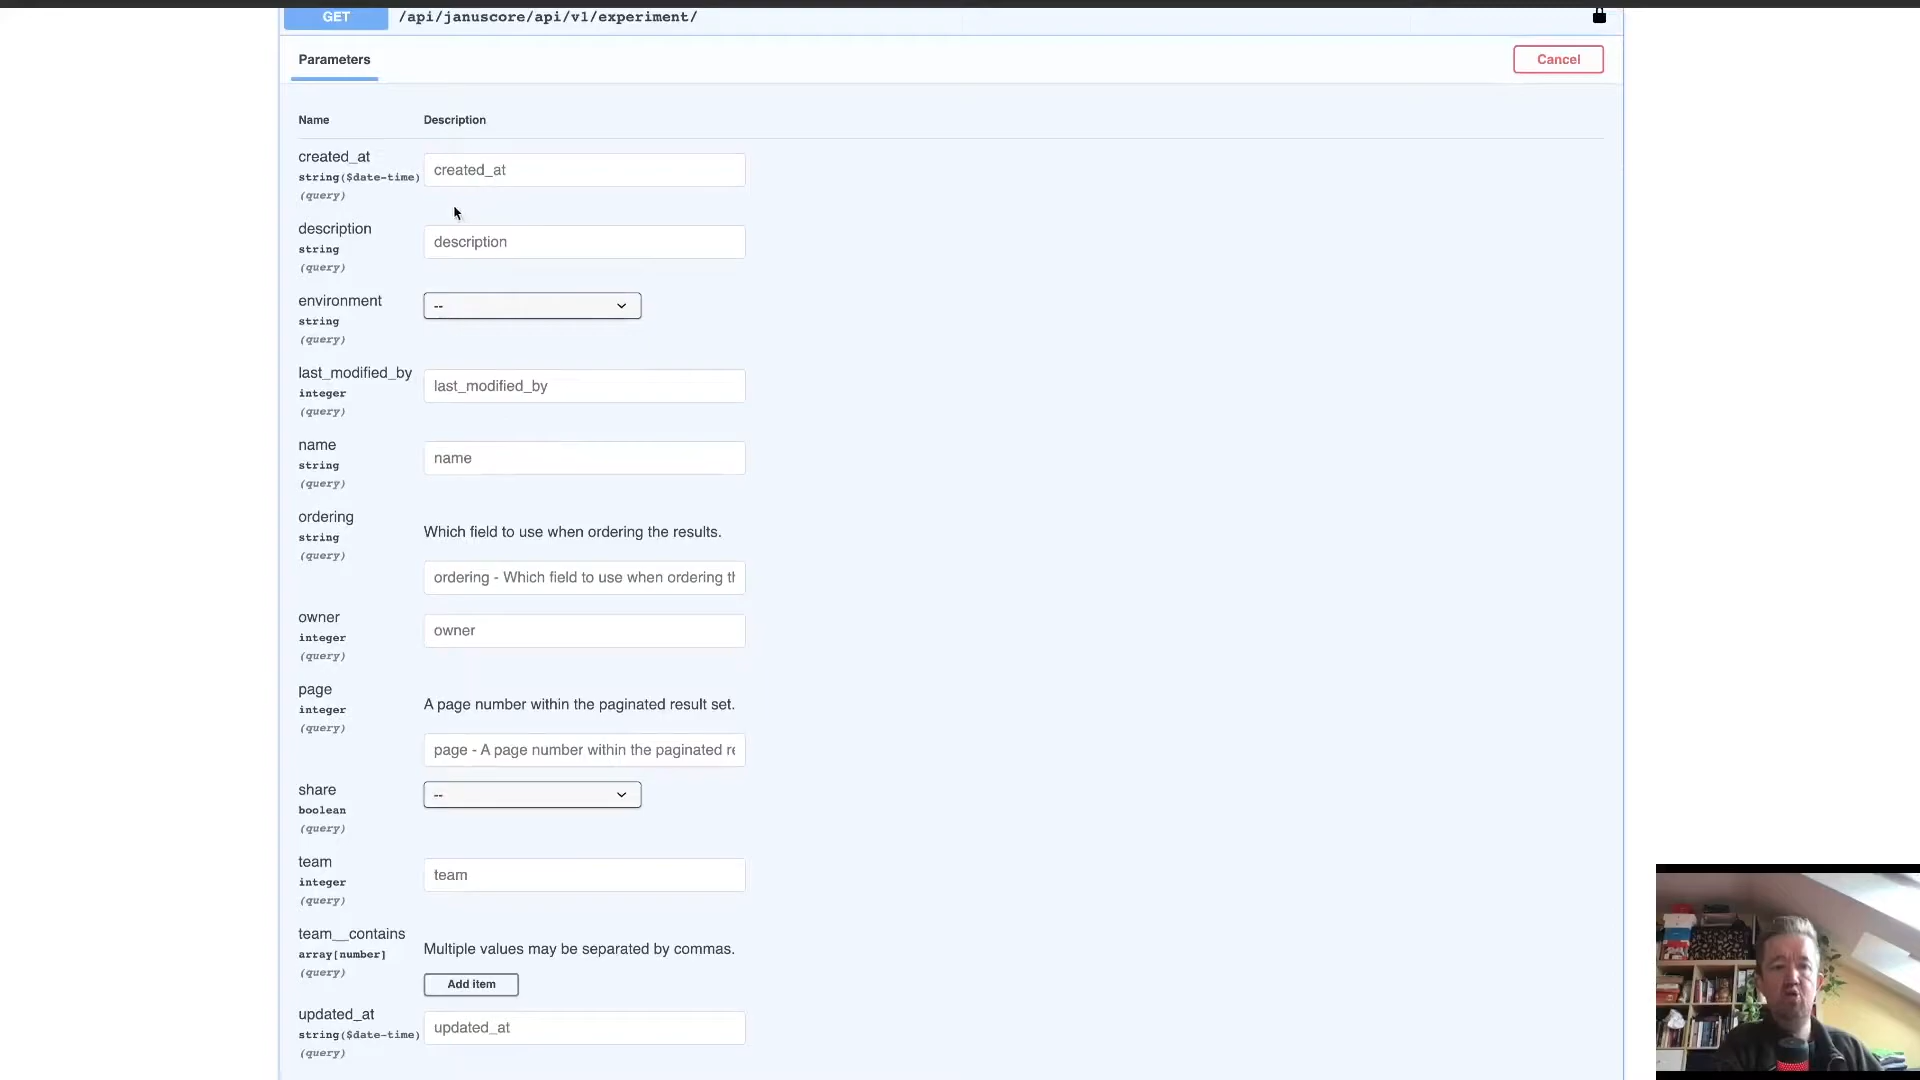 GET /api/januscore/api/v1/experiment/
Parameters
Cancel
Name Description
created_at
string($date-time)
(query)
created_at
description
string
(query)
description
environment
string
(query)
--
last_modified_by
integer
(query)
last_modified_by
name
string
(query)
name
ordering
string
(query)
Which field to use when ordering the results.
ordering - Which field to use when ordering th
owner
integer
(query)
owner
page
integer
(query)
A page number within the paginated result set.
page - A page number within the paginated re
share
boolean
(query)
--
team
integer
(query)
team
team__contains
array[number]
(query)
Multiple values may be separated by commas.
Add item
updated_at
string($date-time)
(query)
updated_at